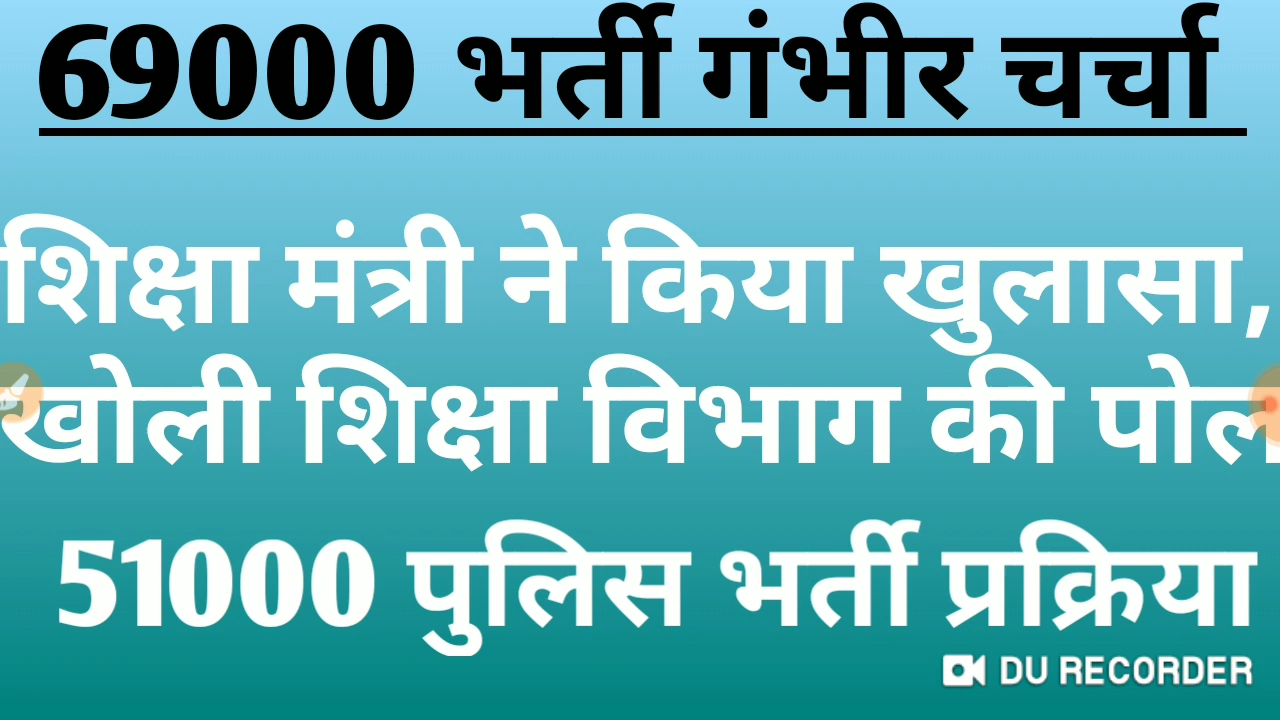 69000 भर्ती गंभीर चर्चा
शिक्षा मंत्री ने किया खुलासा,
खोली शिक्षा विभाग की पोल
51000 पुलिस भर्ती प्रक्रिया
DU RECORDER